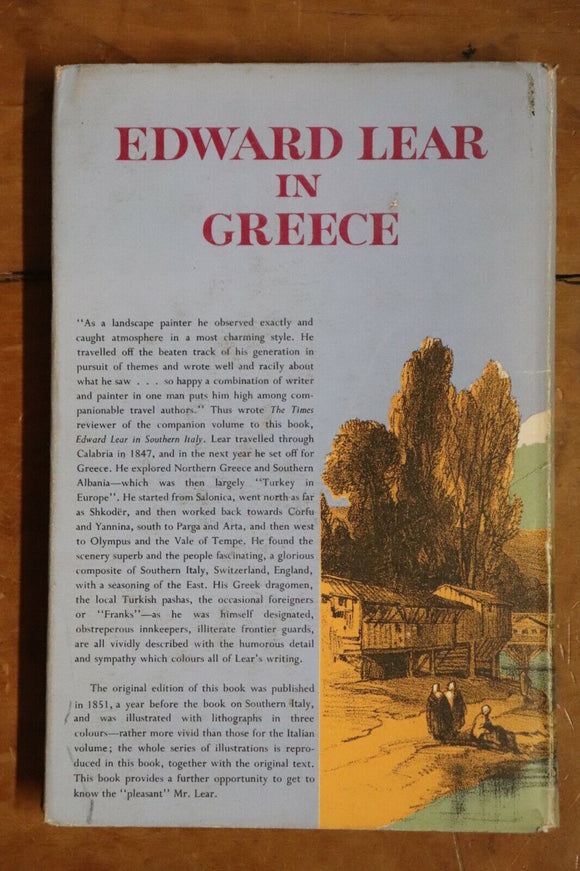 EDWARD LEAR
IN
GREECE
"As a landscape painter he observed exactly and
caught atmosphere in a most charming style. He
travelled off the beaten track of his generation in
pursuit of themes and wrote well and racily about
what he saw . . . so happy a combination of writer
and painter in one man puts him high among com-
panionable travel authors." Thus wrote The Times
reviewer of the companion volume to this book,
Edward Lear in Southern Italy. Lear travelled through
Calabria in 1847, and in the next year he set off for
Greece. He explored Northern Greece and Southern
Albania—which was then largely "Turkey in
Europe". He started from Salonica, went north as far
as Shkodër, and then worked back towards Corfu
and Yannina, south to Parga and Arta, and then west
to Olympus and the Vale of Tempe. He found the
scenery superb and the people fascinating, a glorious
composite of Southern Italy, Switzerland, England,
with a seasoning of the East. His Greek dragomen,
the local Turkish pashas, the occasional foreigners
or "Franks"—as he was himself designated,
obstreperous innkeepers, illiterate frontier guards,
are all vividly described with the humorous detail
and sympathy which colours all of Lear's writing.
The original edition of this book was published
in 1851, a year before the book on Southern Italy,
and was illustrated with lithographs in three
colours—rather more vivid than those for the Italian
volume; the whole series of illustrations is repro-
duced in this book, together with the original text.
This book provides a further opportunity to get to
know the "pleasant" Mr. Lear.